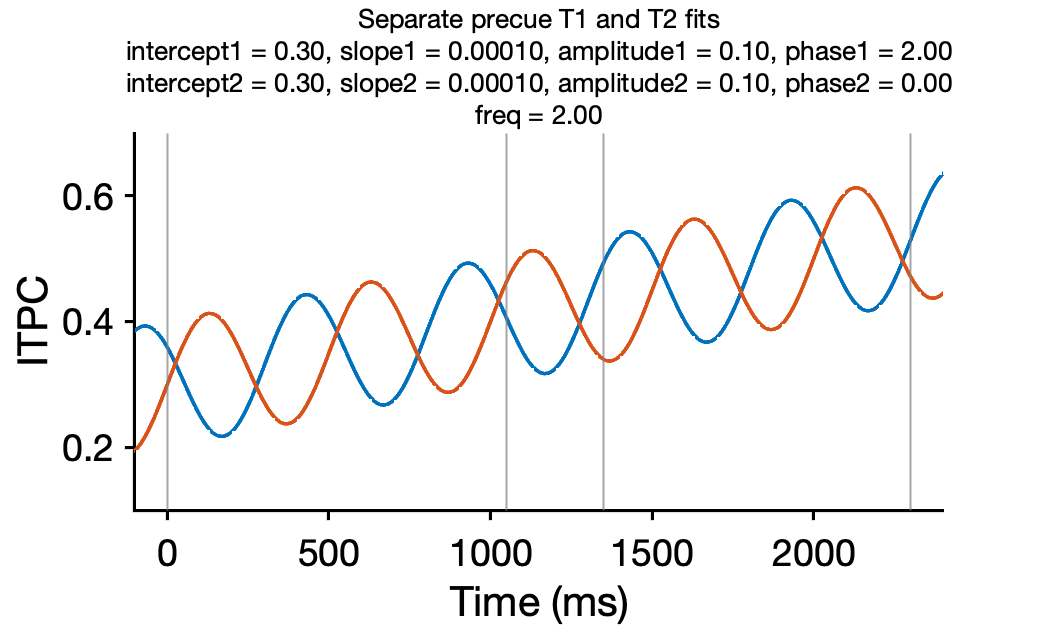 Separate precue T1 and T2 fits
intercept1 = 0.30, slope1 = 0.00010, amplitude1 = 0.10, phase1 = 2.00
intercept2 = 0.30, slope2 = 0.00010, amplitude2 = 0.10, phase2 = 0.00
freq = 2.00
0.6
0.4
0.2
ITPC
0 500 1000 1500 2000
Time (ms)